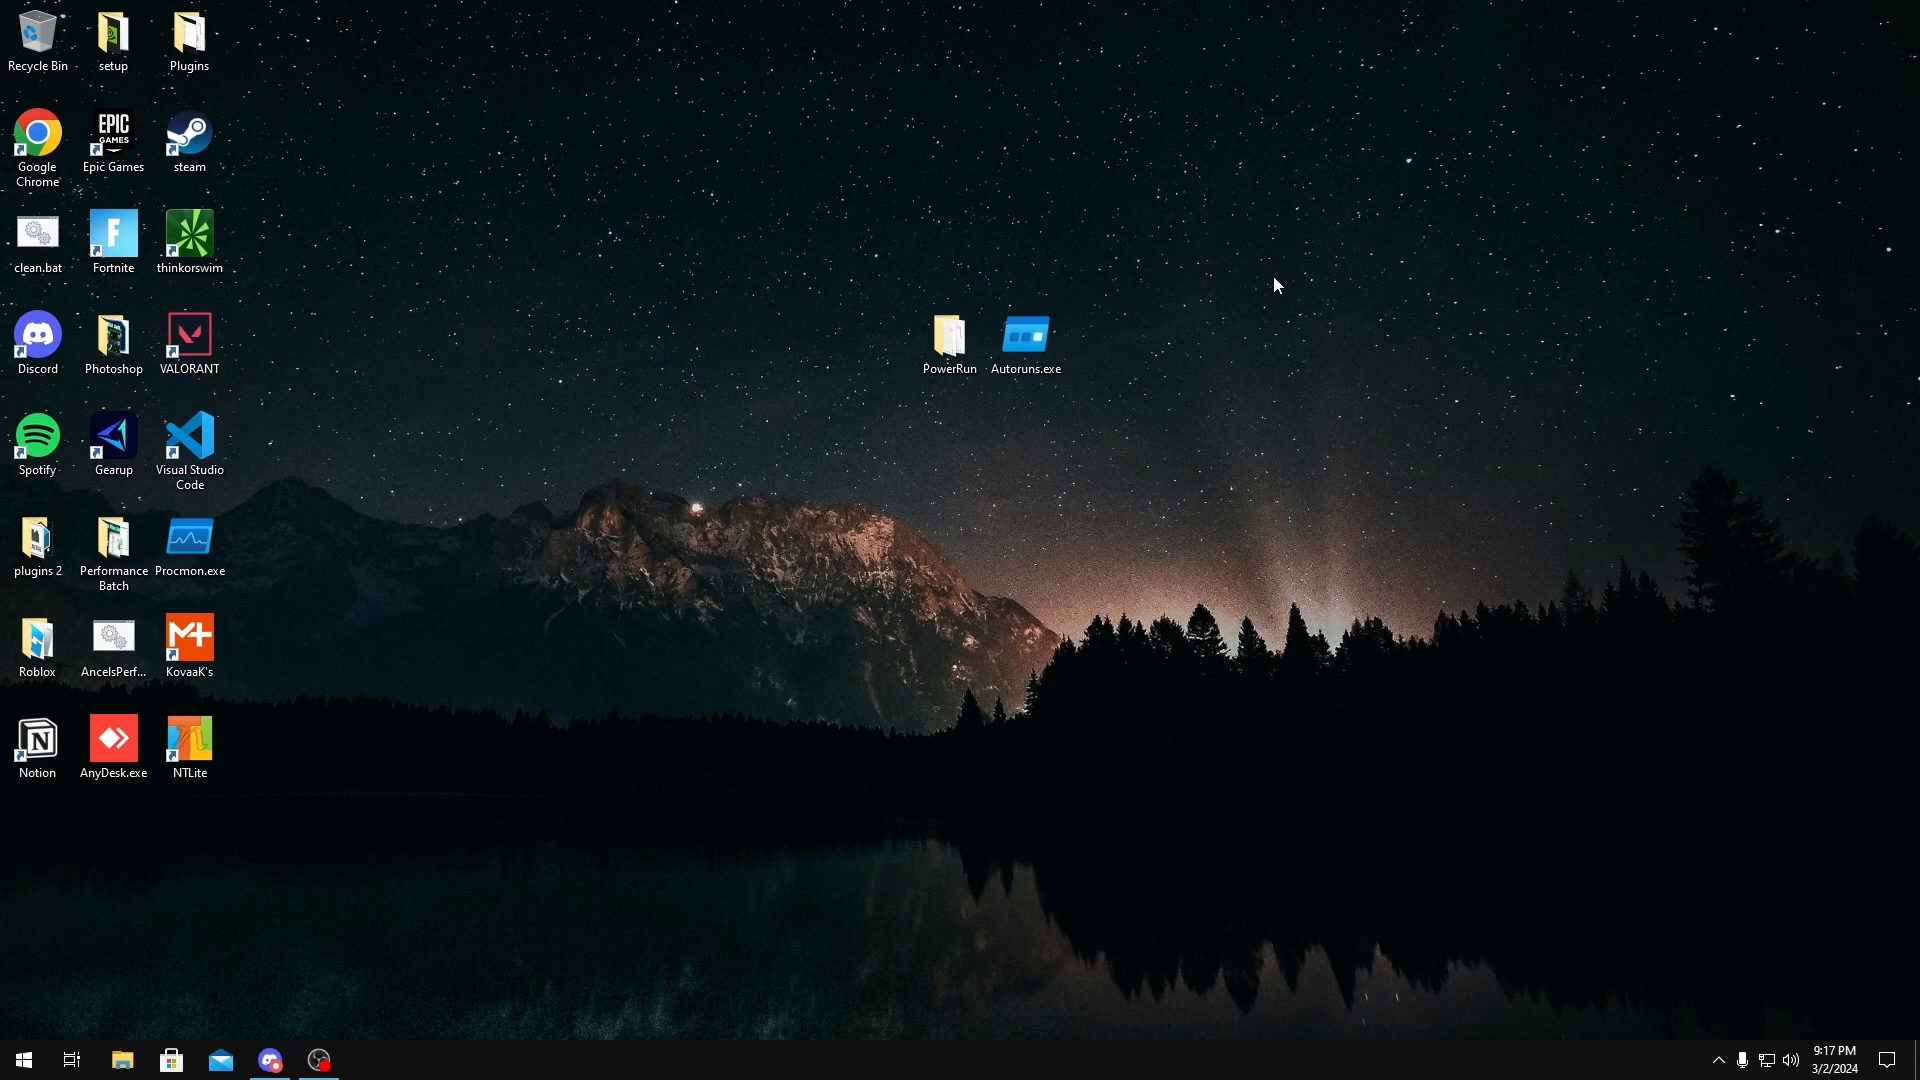 Recycle Bin
setup
Plugins
Google
Chrome
EPIC
GAMES
Epic Games
steam
clean.bat
F
Fortnite
thinkorswim
Discord
Photoshop
VALORANT
Spotify
Gearup
Visual Studio
Code
plugins 2
Performance
Batch
Procmon.exe
Roblox
AncelsPerf...
M+
KovaaK's
N
Notion
AnyDesk.exe
NTLite
PowerRun
Autoruns.exe
9:17 PM
3/2/2024